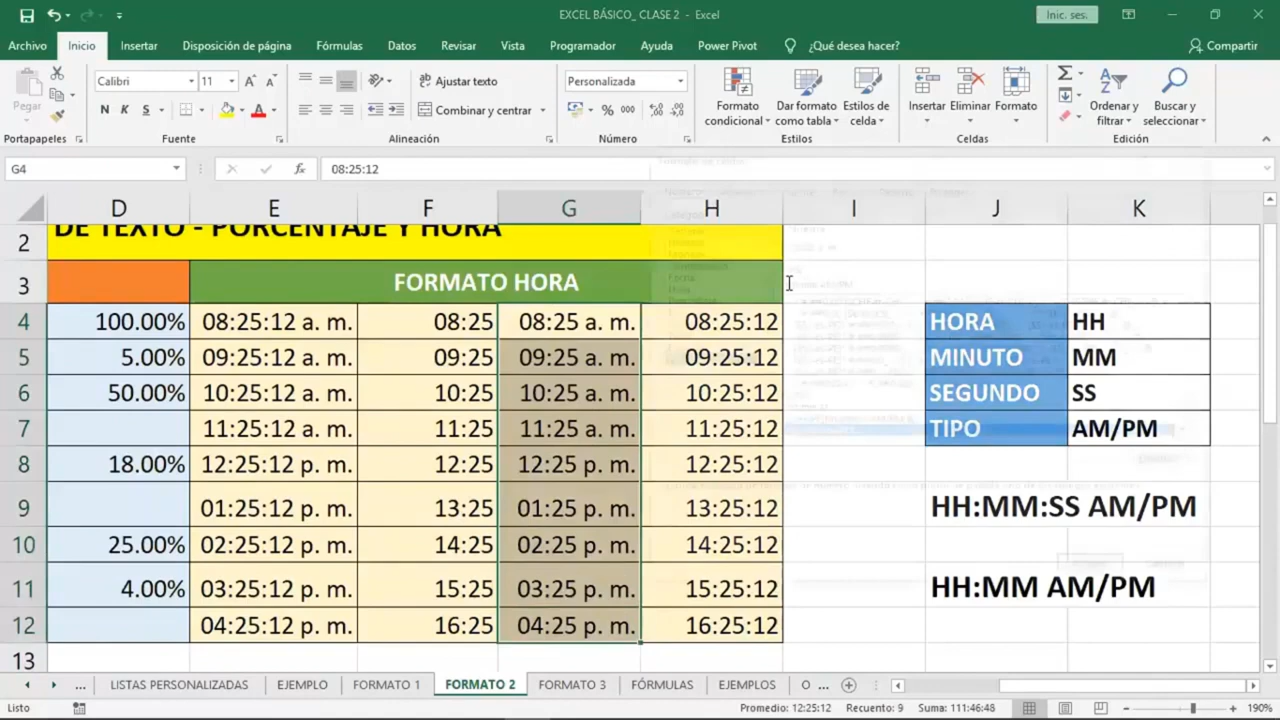 EXCEL BÁSICO_ CLASE 2 - Excel
Inic. ses.
Archivo Inicio Insertar Disposición de página Fórmulas Datos Revisar Vista Programador Ayuda Power Pivot ¿Qué desea hacer? Compartir
Pegar
Calibri 11
N K S
Ajustar texto
Combinar y centrar
Personalizada
% 000
Formato condicional
Dar formato como tabla
Estilos de celda
Insertar Eliminar Formato
Ordenar y filtrar
Buscar y seleccionar
Portapapeles Fuente Alineación Número Estilos Celdas Edición
G4 fx 08:25:12
D E F G H I J K
2 DE TEXTO - PORCENTAJE Y HORA
3 FORMATO HORA
4 100.00% 08:25:12 a. m. 08:25 08:25 a. m. 08:25:12 HORA HH
5 5.00% 09:25:12 a. m. 09:25 09:25 a. m. 09:25:12 MINUTO MM
6 50.00% 10:25:12 a. m. 10:25 10:25 a. m. 10:25:12 SEGUNDO SS
7 11:25:12 a. m. 11:25 11:25 a. m. 11:25:12 TIPO AM/PM
8 18.00% 12:25:12 p. m. 12:25 12:25 p. m. 12:25:12
9 01:25:12 p. m. 13:25 01:25 p. m. 13:25:12 HH:MM:SS AM/PM
10 25.00% 02:25:12 p. m. 14:25 02:25 p. m. 14:25:12
11 4.00% 03:25:12 p. m. 15:25 03:25 p. m. 15:25:12 HH:MM AM/PM
12 04:25:12 p. m. 16:25 04:25 p. m. 16:25:12
13
... LISTAS PERSONALIZADAS EJEMPLO FORMATO 1 FORMATO 2 FORMATO 3 FÓRMULAS EJEMPLOS O ...
Listo Promedio: 12:25:12 Recuento: 9 Suma: 111:46:48 190%